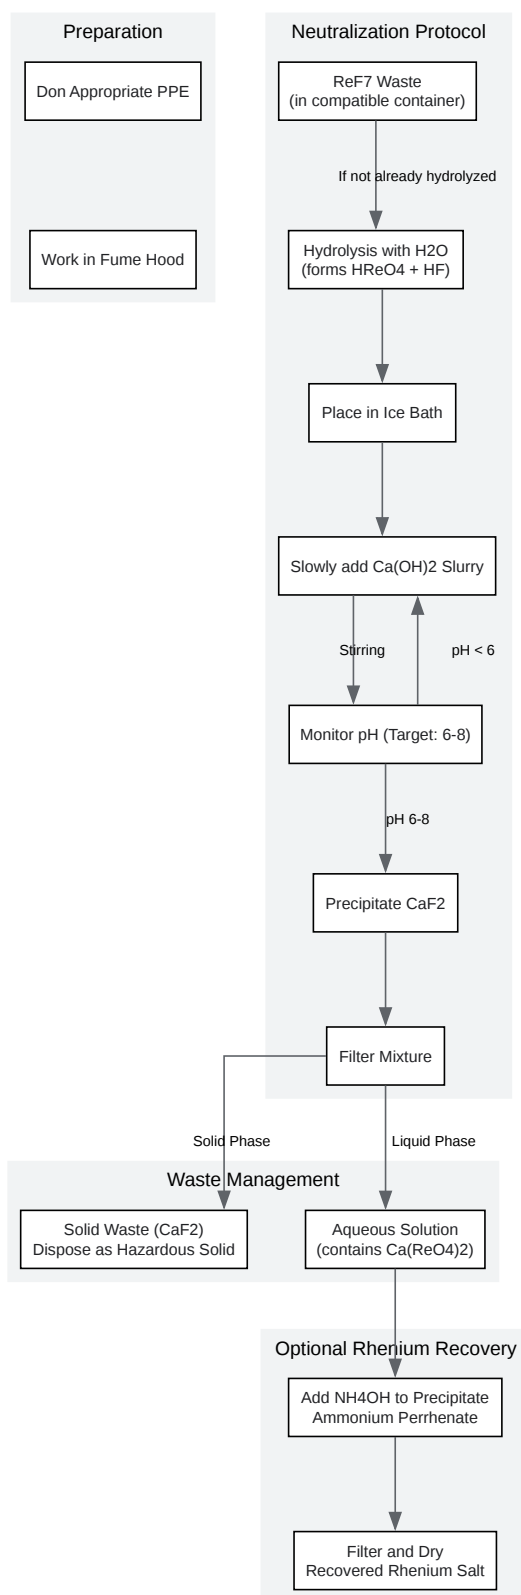 Preparation
Don Appropriate PPE
Work in Fume Hood
Neutralization Protocol
ReF7 Waste
(in compatible container)
If not already hydrolyzed
Hydrolysis with H2O
(forms HReO4 + HF)
Place in Ice Bath
Slowly add Ca(OH)2 Slurry
Stirring
pH < 6
Monitor pH (Target: 6-8)
pH 6-8
Precipitate CaF2
Filter Mixture
Solid Phase
Liquid Phase
Waste Management
Solid Waste (CaF2)
Dispose as Hazardous Solid
Aqueous Solution
(contains Ca(ReO4)2)
Optional Rhenium Recovery
Add NH4OH to Precipitate
Ammonium Perrhenate
Filter and Dry
Recovered Rhenium Salt